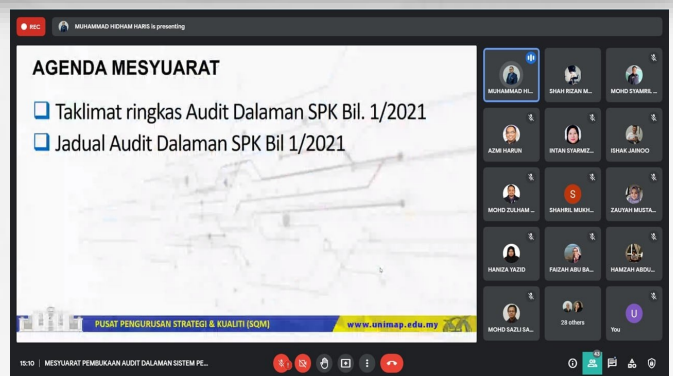 REC
MUHAMMAD HIDHAM HARIS is presenting
AGENDA MESYUARAT
Taklimat ringkas Audit Dalaman SPK Bil. 1/2021
Jadual Audit Dalaman SPK Bil 1/2021
PUSAT PENGURUSAN STRATEGI & KUALITI (SQM)
www.unimap.edu.my
MUHAMMAD HI...
SHAH RIZAN M...
MOHD SYAMRIL ...
AZMI HARUN
INTAN SYARMIZ...
ISHAK JAINOO
MOHD ZULHAM ...
S
SHAHRIL MUKH...
ZAUYAH MUSTA...
HANIZA YAZID
FAIZAH ABU BA...
HAMZAH ABDU...
MOHD SAZLI SA...
28 others
U
You
15:10 | MESYUARAT PEMBUKAAN AUDIT DALAMAN SISTEM PE...
43